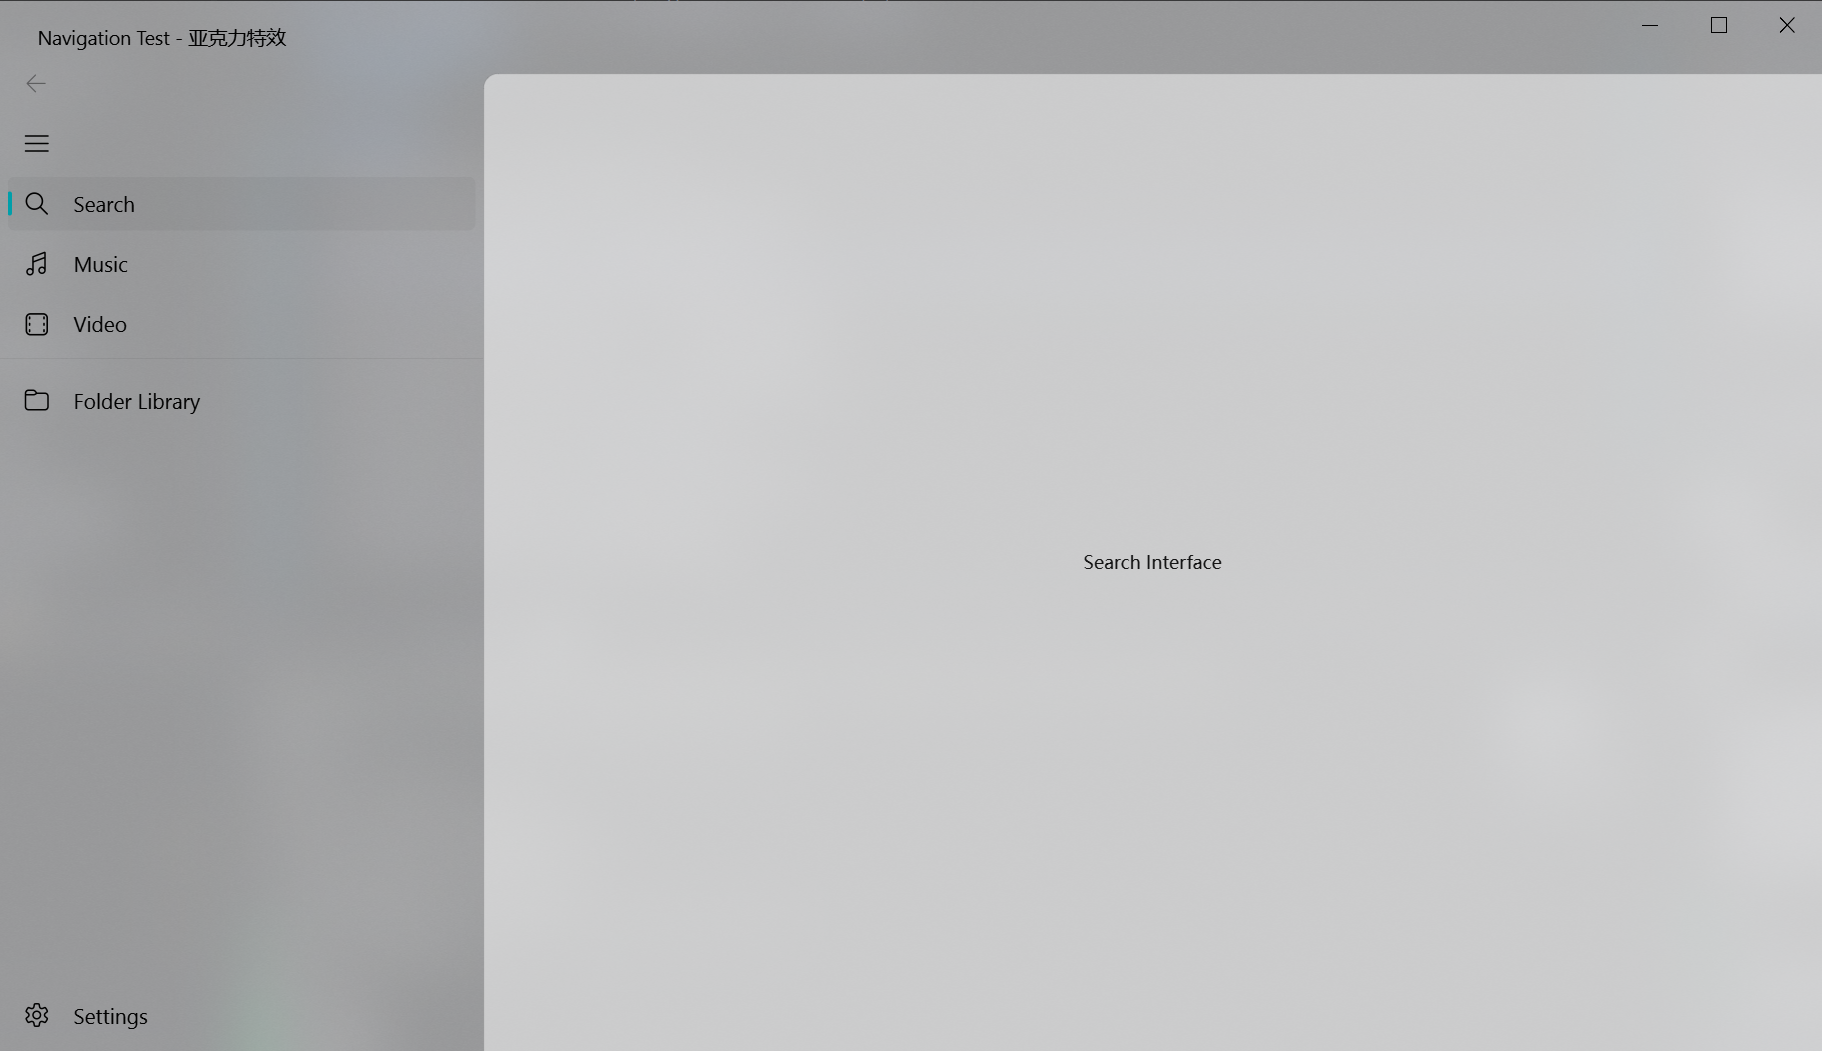 Navigation Test - 亚克力特效
Search
Music
Video
Folder Library
Search Interface
Settings